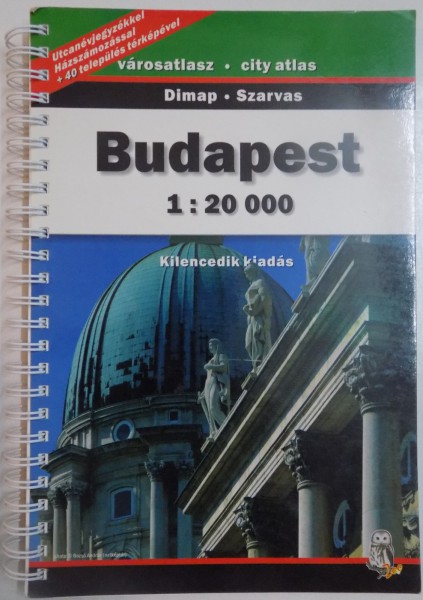 Utcanévjegyzékkel
Házszámozással
+ 40 település térképével
városatlasz • city atlas
Dimap • Szarvas
Budapest
1 : 20 000
Kilencedik kiadás